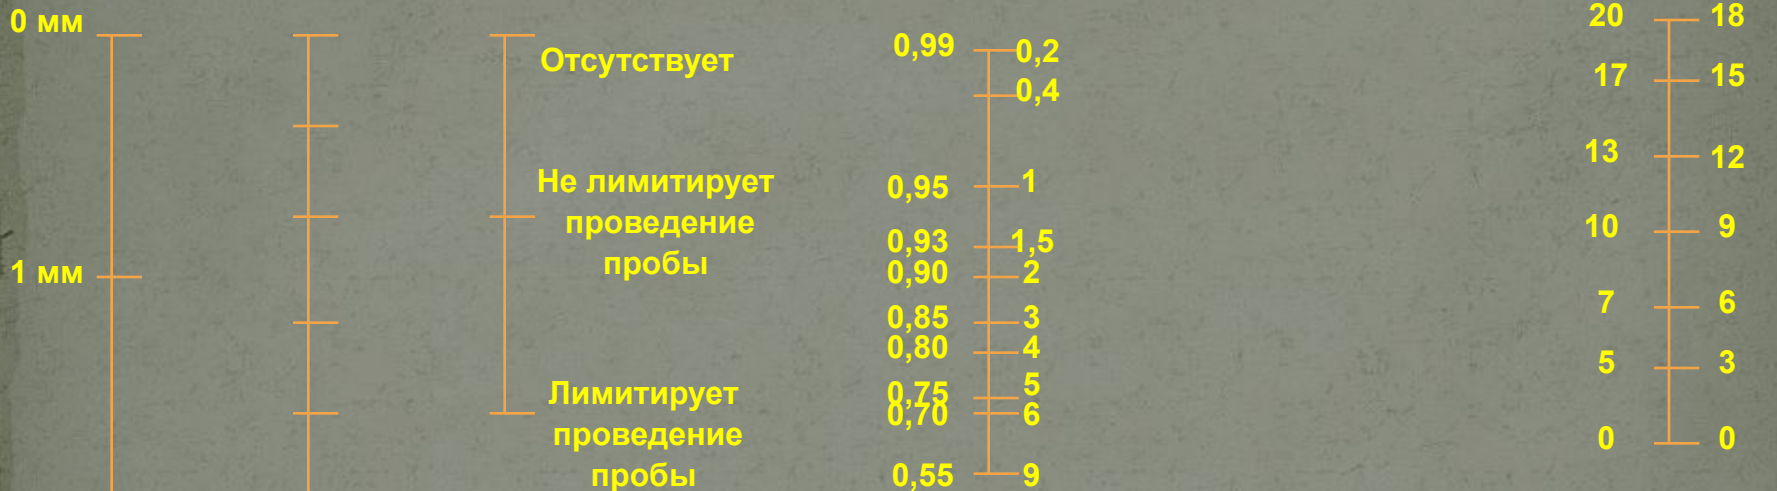 0 мм
1 мм
Отсутствует
Не лимитирует
проведение
пробы
Лимитирует
проведение
пробы
0,99 0,2
0,4
0,95 1
0,93 1,5
0,90 2
0,85 3
0,80 4
0,75 5
0,70 6
0,55 9
20 18
17 15
13 12
10 9
7 6
5 3
0 0